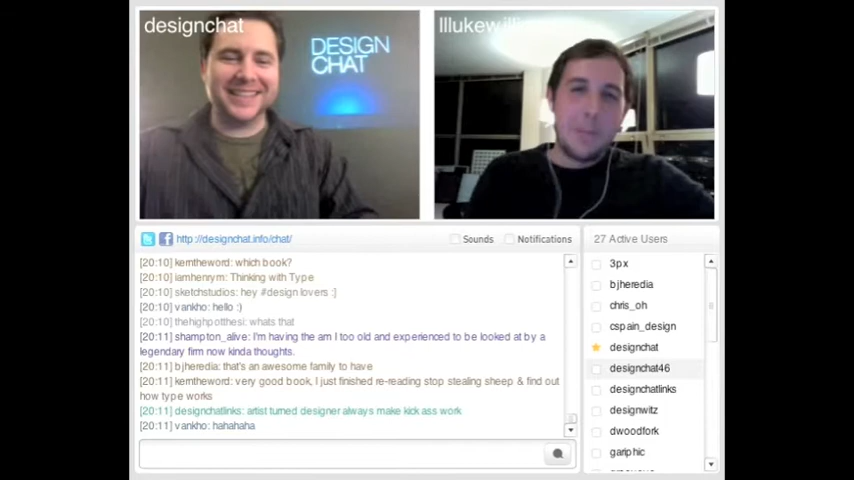 designchat
DESIGN
CHAT
lllukewilli
http://designchat.info/chat/
Sounds
Notifications
27 Active Users
[20:10] kerntheword: which book?
[20:10] iamhenrym: Thinking with Type
[20:10] sketchstudios: hey #design lovers :]
[20:10] vankho: hello :)
[20:10] thehighpotthesi: whats that
[20:11] shampton_alive: I'm having the am I too old and experienced to be looked at by a
legendary firm now kinda thoughts.
[20:11] bjheredia: that's an awesome family to have
[20:11] kerntheword: very good book, I just finished re-reading stop stealing sheep & find out
how type works
[20:11] designchatlinks: artist turned designer always make kick ass work
[20:11] vankho: hahahaha
3px
bjheredia
chris_oh
cspain_design
designchat
designchat46
designchatlinks
designwitz
dwoodfork
gariphic